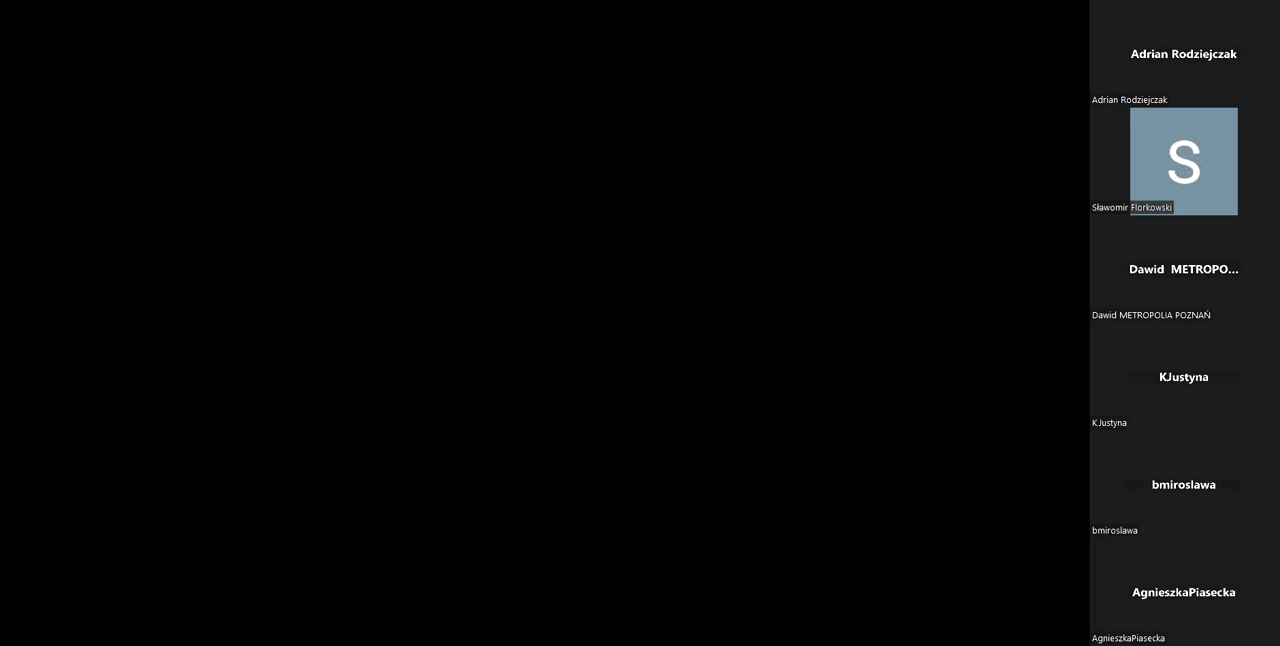 Adrian Rodziejczak
Adrian Rodziejczak
S
Sławomir Florkowski
Dawid METROPO...
Dawid METROPOLIA POZNAŃ
KJustyna
KJustyna
bmiroslawa
bmiroslawa
AgnieszkaPiasecka
AgnieszkaPiasecka